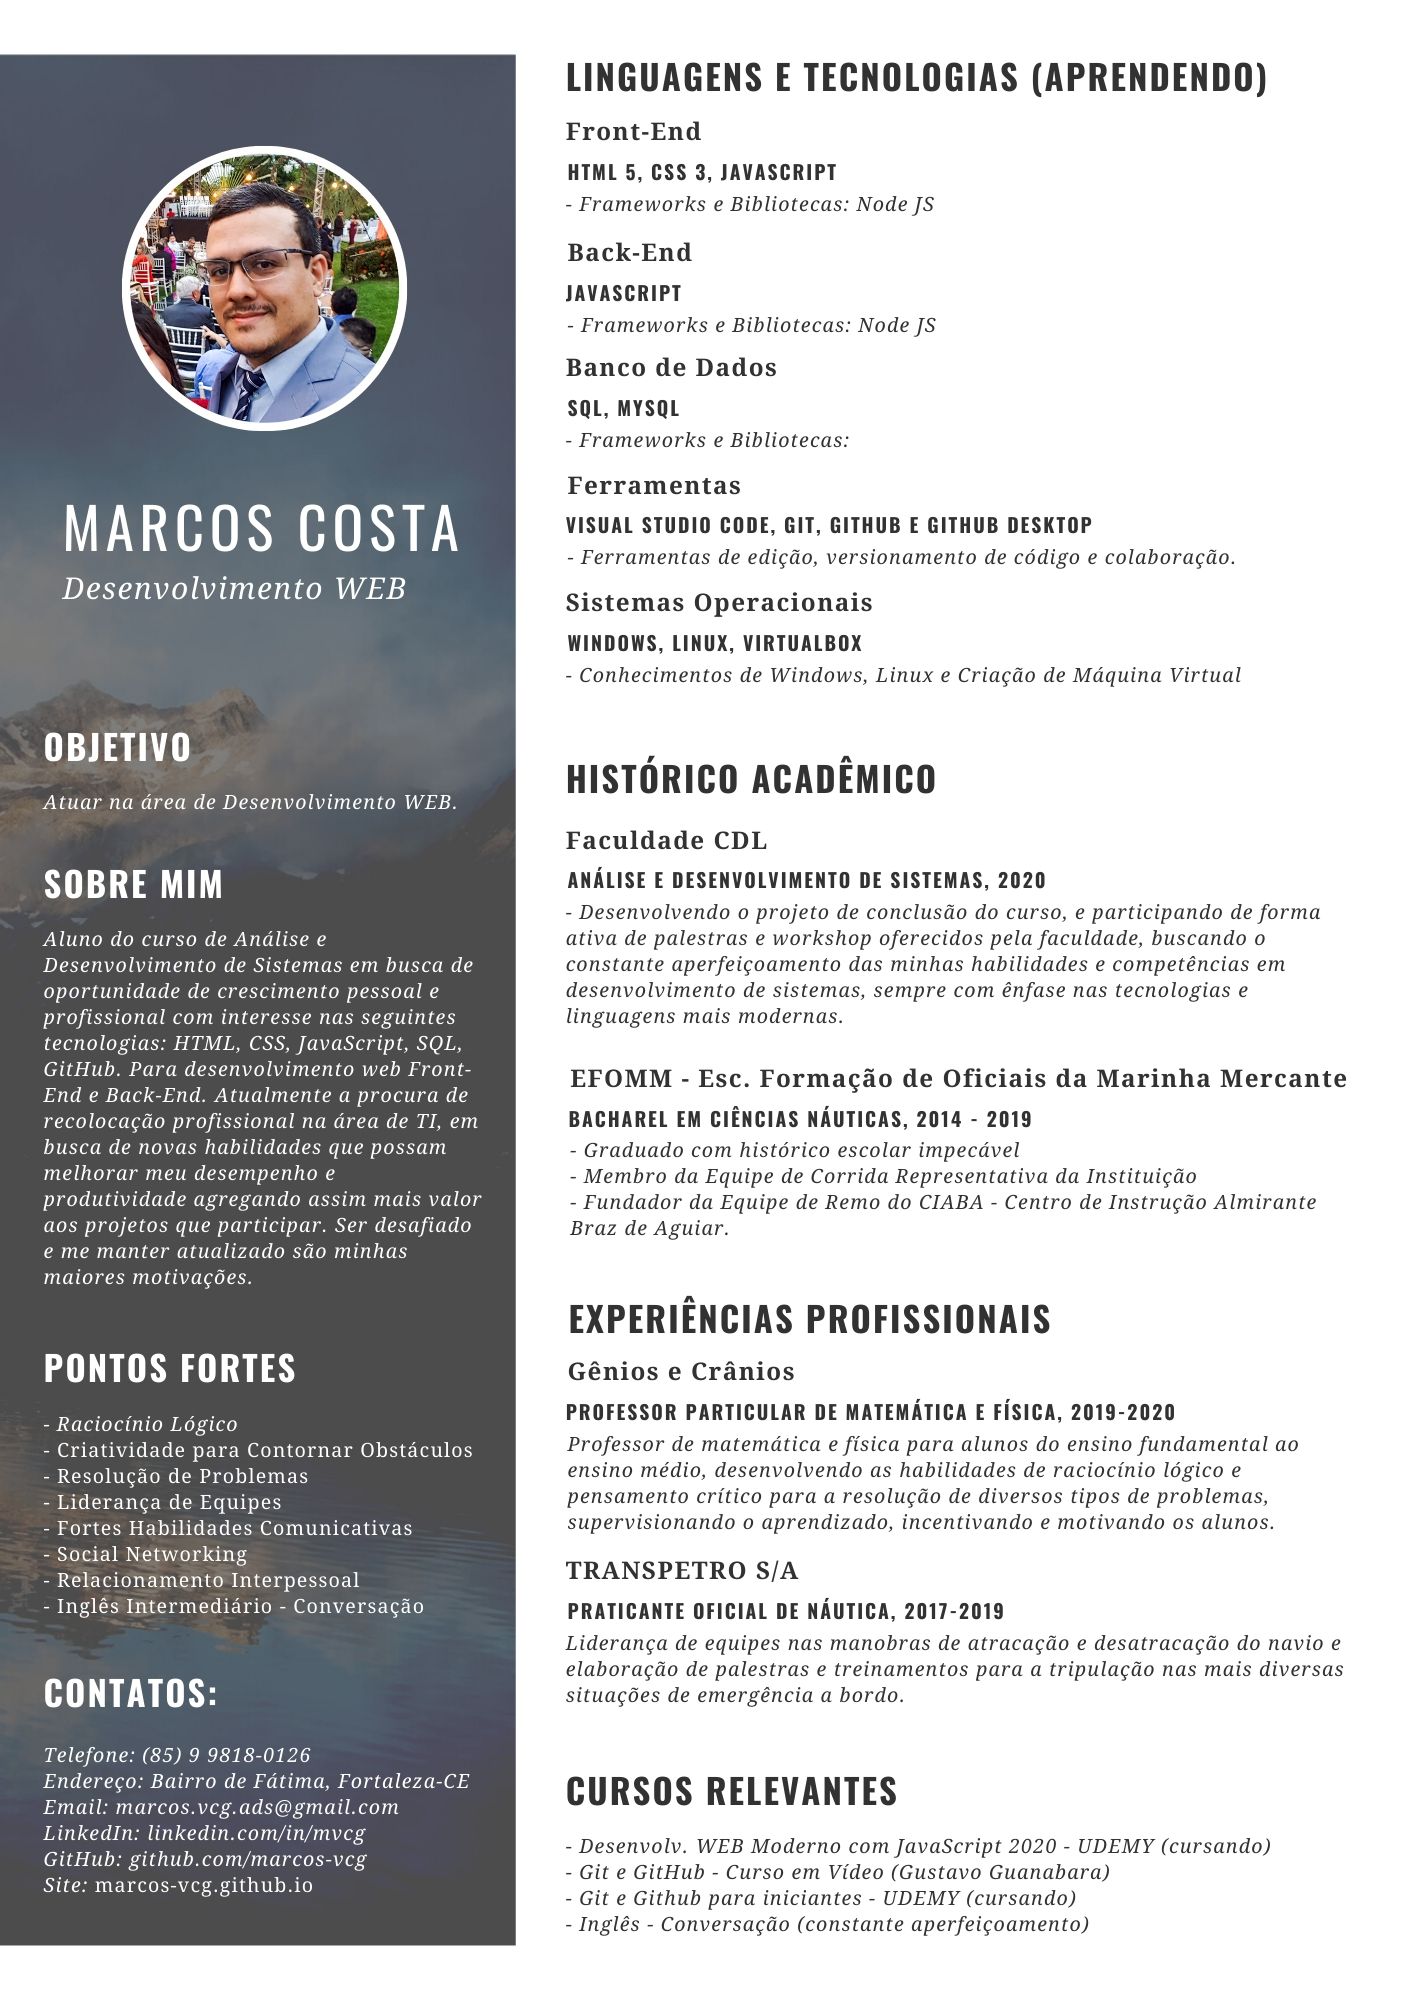 MARCOS COSTA
Desenvolvimento WEB
OBJETIVO
Atuar na área de Desenvolvimento WEB.
SOBRE MIM
Aluno do curso de Análise e
Desenvolvimento de Sistemas em busca de
oportunidade de crescimento pessoal e
profissional com interesse nas seguintes
tecnologias: HTML, CSS, JavaScript, SQL,
GitHub. Para desenvolvimento web Front-
End e Back-End. Atualmente a procura de
recolocação profissional na área de TI, em
busca de novas habilidades que possam
melhorar meu desempenho e
produtividade agregando assim mais valor
aos projetos que participar. Ser desafiado
e me manter atualizado são minhas
maiores motivações.
PONTOS FORTES
- Raciocínio Lógico
- Criatividade para Contornar Obstáculos
- Resolução de Problemas
- Liderança de Equipes
- Fortes Habilidades Comunicativas
- Social Networking
- Relacionamento Interpessoal
- Inglês Intermediário - Conversação
CONTATOS:
Telefone: (85) 9 9818-0126
Endereço: Bairro de Fátima, Fortaleza-CE
Email: marcos.vcg.ads@gmail.com
LinkedIn: linkedin.com/in/mvcg
GitHub: github.com/marcos-vcg
Site: marcos-vcg.github.io
LINGUAGENS E TECNOLOGIAS (APRENDENDO)
Front-End
HTML 5, CSS 3, JAVASCRIPT
- Frameworks e Bibliotecas: Node JS
Back-End
JAVASCRIPT
- Frameworks e Bibliotecas: Node JS
Banco de Dados
SQL, MYSQL
- Frameworks e Bibliotecas:
Ferramentas
VISUAL STUDIO CODE, GIT, GITHUB E GITHUB DESKTOP
- Ferramentas de edição, versionamento de código e colaboração.
Sistemas Operacionais
WINDOWS, LINUX, VIRTUALBOX
- Conhecimentos de Windows, Linux e Criação de Máquina Virtual
HISTÓRICO ACADÊMICO
Faculdade CDL
ANÁLISE E DESENVOLVIMENTO DE SISTEMAS, 2020
- Desenvolvendo o projeto de conclusão do curso, e participando de forma
ativa de palestras e workshop oferecidos pela faculdade, buscando o
constante aperfeiçoamento das minhas habilidades e competências em
desenvolvimento de sistemas, sempre com ênfase nas tecnologias e
linguagens mais modernas.
EFOMM - Esc. Formação de Oficiais da Marinha Mercante
BACHAREL EM CIÊNCIAS NÁUTICAS, 2014 - 2019
- Graduado com histórico escolar impecável
- Membro da Equipe de Corrida Representativa da Instituição
- Fundador da Equipe de Remo do CIABA - Centro de Instrução Almirante
Braz de Aguiar.
EXPERIÊNCIAS PROFISSIONAIS
Gênios e Crânios
PROFESSOR PARTICULAR DE MATEMÁTICA E FÍSICA, 2019-2020
Professor de matemática e física para alunos do ensino fundamental ao
ensino médio, desenvolvendo as habilidades de raciocínio lógico e
pensamento crítico para a resolução de diversos tipos de problemas,
supervisionando o aprendizado, incentivando e motivando os alunos.
TRANSPETRO S/A
PRATICANTE OFICIAL DE NÁUTICA, 2017-2019
Liderança de equipes nas manobras de atracação e desatracação do navio e
elaboração de palestras e treinamentos para a tripulação nas mais diversas
situações de emergência a bordo.
CURSOS RELEVANTES
- Desenvolv. WEB Moderno com JavaScript 2020 - UDEMY (cursando)
- Git e GitHub - Curso em Vídeo (Gustavo Guanabara)
- Git e Github para iniciantes - UDEMY (cursando)
- Inglês - Conversação (constante aperfeiçoamento)